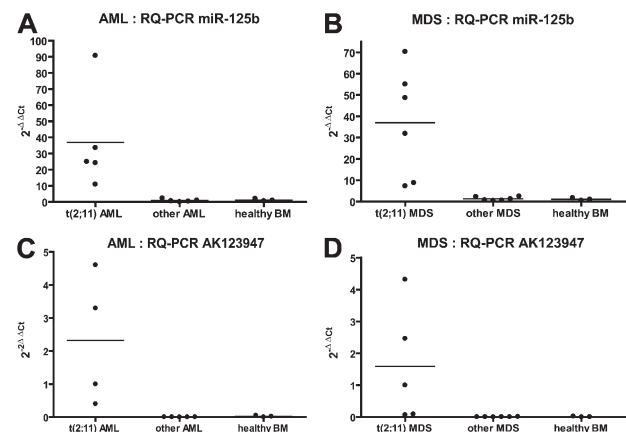 A
AML : RQ-PCR miR-125b
2-ΔΔCt
100
90
80
70
60
50
40
30
20
10
0
t(2;11) AML other AML healthy BM
B
MDS : RQ-PCR miR-125b
2-ΔΔCt
70
60
50
40
30
20
10
0
t(2;11) MDS other MDS healthy BM
C
AML : RQ-PCR AK123947
2-2ΔΔCt
5
4
3
2
1
0
t(2;11) AML other AML healthy BM
D
MDS : RQ-PCR AK123947
2-ΔΔCt
5
4
3
2
1
0
t(2;11) MDS other MDS healthy BM